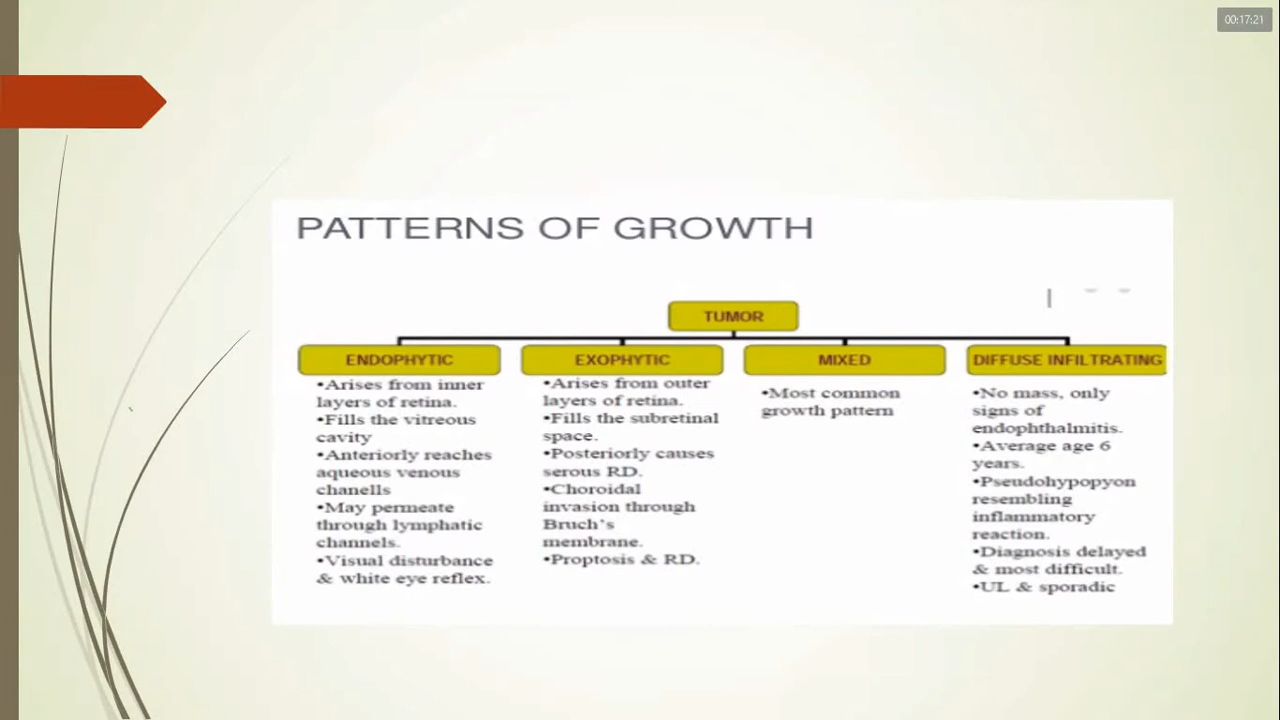 00:17:21
PATTERNS OF GROWTH
TUMOR
ENDOPHYTIC
•Arises from inner
layers of retina.
•Fills the vitreous
cavity
•Anteriorly reaches
aqueous venous
chanells
•May permeate
through lymphatic
channels.
•Visual disturbance
& white eye reflex.
EXOPHYTIC
•Arises from outer
layers of retina.
•Fills the subretinal
space.
•Posteriorly causes
serous RD.
•Choroidal
invasion through
Bruch's
membrane.
•Proptosis & RD.
MIXED
•Most common
growth pattern
DIFFUSE INFILTRATING
•No mass, only
signs of
endophthalmitis.
•Average age 6
years.
•Pseudohypopyon
resembling
inflammatory
reaction.
•Diagnosis delayed
& most difficult.
•UL & sporadic